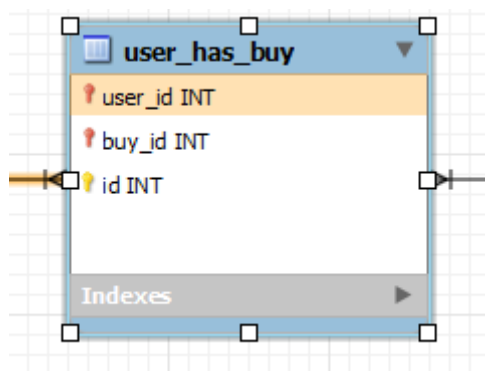 user_has_buy
user_id INT
buy_id INT
id INT
Indexes